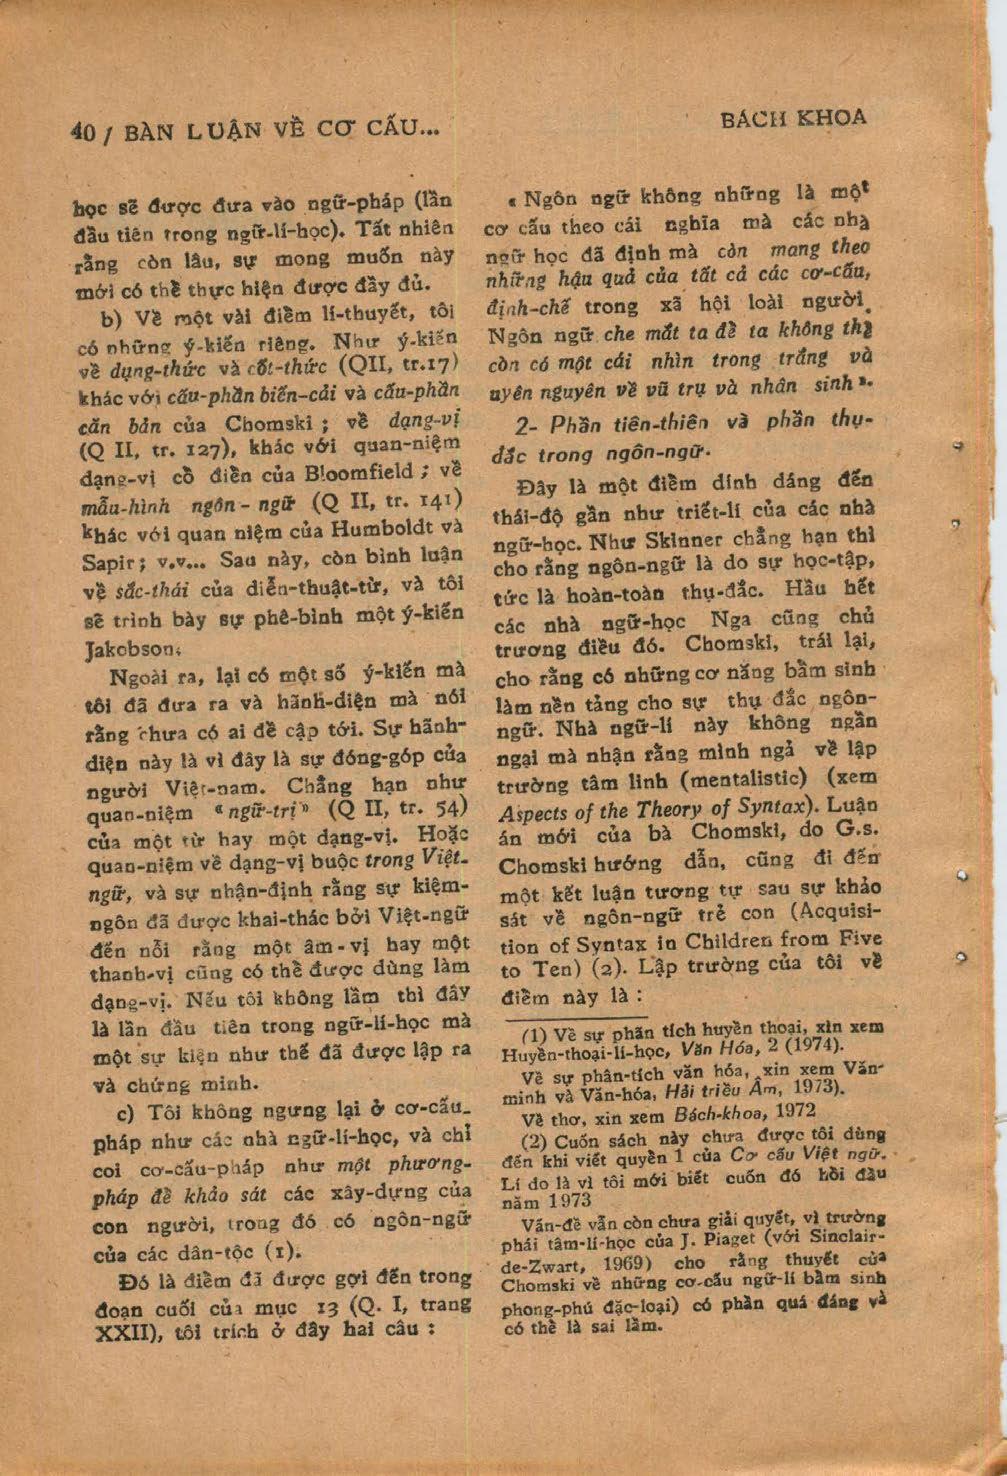 40 / BÀN LUẬN VỀ CƠ CẤU...
BÁCH KHOA
học sẽ được đưa vào ngữ-pháp (lần
đầu tiên trong ngữ-lí-học). Tất nhiên
rằng còn lâu, sự mong muốn này
mới có thể thực hiện được đầy đủ.
b) Về một vài điểm lí-thuyết, tôi
có những ý-kiến riêng. Như ý-kiến
về dụng-thức và cốt-thức (QII, tr.17)
khác với cấu-phần biến-cải và cấu-phần
căn bản của Chomski ; về dạng-vị
(Q II, tr. 127), khác với quan-niệm
dạng-vị cổ điển của Bloomfield ; về
mẫu-hình ngôn - ngữ (Q II, tr. 141)
khác với quan niệm của Humboldt và
Sapir ; v.v... Sau này, còn bình luận
về sắc-thái của diễn-thuật-từ, và tôi
sẽ trình bày sự phê-bình một ý-kiến
Jakobson.
Ngoài ra, lại có một số ý-kiến mà
tôi đã đưa ra và hãnh-diện mà nói
rằng chưa có ai đề cập tới. Sự hãnh-
diện này là vì đây là sự đóng-góp của
người Việt-nam. Chẳng hạn như
quan-niệm «ngữ-trị» (Q II, tr. 54)
của một từ hay một dạng-vị. Hoặc
quan-niệm về dạng-vị buộc trong Việt-
ngữ, và sự nhận-định rằng sự kiệm-
ngôn đã được khai-thác bởi Việt-ngữ
đến nỗi rằng một âm-vị hay một
thanh-vị cũng có thể được dùng làm
dạng-vị. Nếu tôi không lầm thì đây
là lần đầu tiên trong ngữ-lí-học mà
một sự kiện như thế đã được lập ra
và chứng minh.
c) Tôi không ngưng lại ở cơ-cấu-
pháp như các nhà ngữ-lí-học, và chỉ
coi cơ-cấu-pháp như một phương-
pháp để khảo sát các xây-dựng của
con người, trong đó có ngôn-ngữ
của các dân-tộc (1).
Đó là điểm đã được gợi đến trong
đoạn cuối của mục 13 (Q. I, trang
XXII), tôi trích ở đây hai câu :
« Ngôn ngữ không những là một
cơ cấu theo cái nghĩa mà các nhà
ngữ học đã định mà còn mang theo
những hậu quả của tất cả các cơ-cấu,
định-chế trong xã hội loài người.
Ngôn ngữ che mắt ta để ta không thể
còn có một cái nhìn trong trắng và
uyên nguyên về vũ trụ và nhân sinh».
2- Phần tiên-thiên và phần thụ-
đắc trong ngôn-ngữ.
Đây là một điểm dính dáng đến
thái-độ gần như triết-lí của các nhà
ngữ-học. Như Skinner chẳng hạn thì
cho rằng ngôn-ngữ là do sự học-tập,
tức là hoàn-toàn thụ-đắc. Hầu hết
các nhà ngữ-học Nga cũng chủ
trương điều đó. Chomski, trái lại,
cho rằng có những cơ năng bẩm sinh
làm nền tảng cho sự thụ đắc ngôn-
ngữ. Nhà ngữ-lí này không ngần
ngại mà nhận rằng mình ngả về lập
trường tâm linh (mentalistic) (xem
Aspects of the Theory of Syntax). Luận
án mới của bà Chomski, do G.s.
Chomski hướng dẫn, cũng đi đến
một kết luận tương tự sau sự khảo
sát về ngôn-ngữ trẻ con (Acquisi-
tion of Syntax in Children from Five
to Ten) (2). Lập trường của tôi về
điểm này là :
(1) Về sự phân tích huyền thoại, xin xem
Huyền-thoại-lí-học, Văn Hóa, 2 (1974).
Về sự phân-tích văn hóa, xin xem Văn-
minh và Văn-hóa, Hải triều Âm, 1973).
Về thơ, xin xem Bách-khoa, 1972
(2) Cuốn sách này chưa được tôi dùng
đến khi viết quyển 1 của Cơ cấu Việt ngữ.
Lí do là vì tôi mới biết cuốn đó hồi đầu
năm 1973
Vấn-đề vẫn còn chưa giải quyết, vì trường
phái tâm-lí-học của J. Piaget (với Sinclair-
de-Zwart, 1969) cho rằng thuyết của
Chomski về những cơ-cấu ngữ-lí bẩm sinh
phong-phú đặc-loại) có phần quá đáng và
có thể là sai lầm.